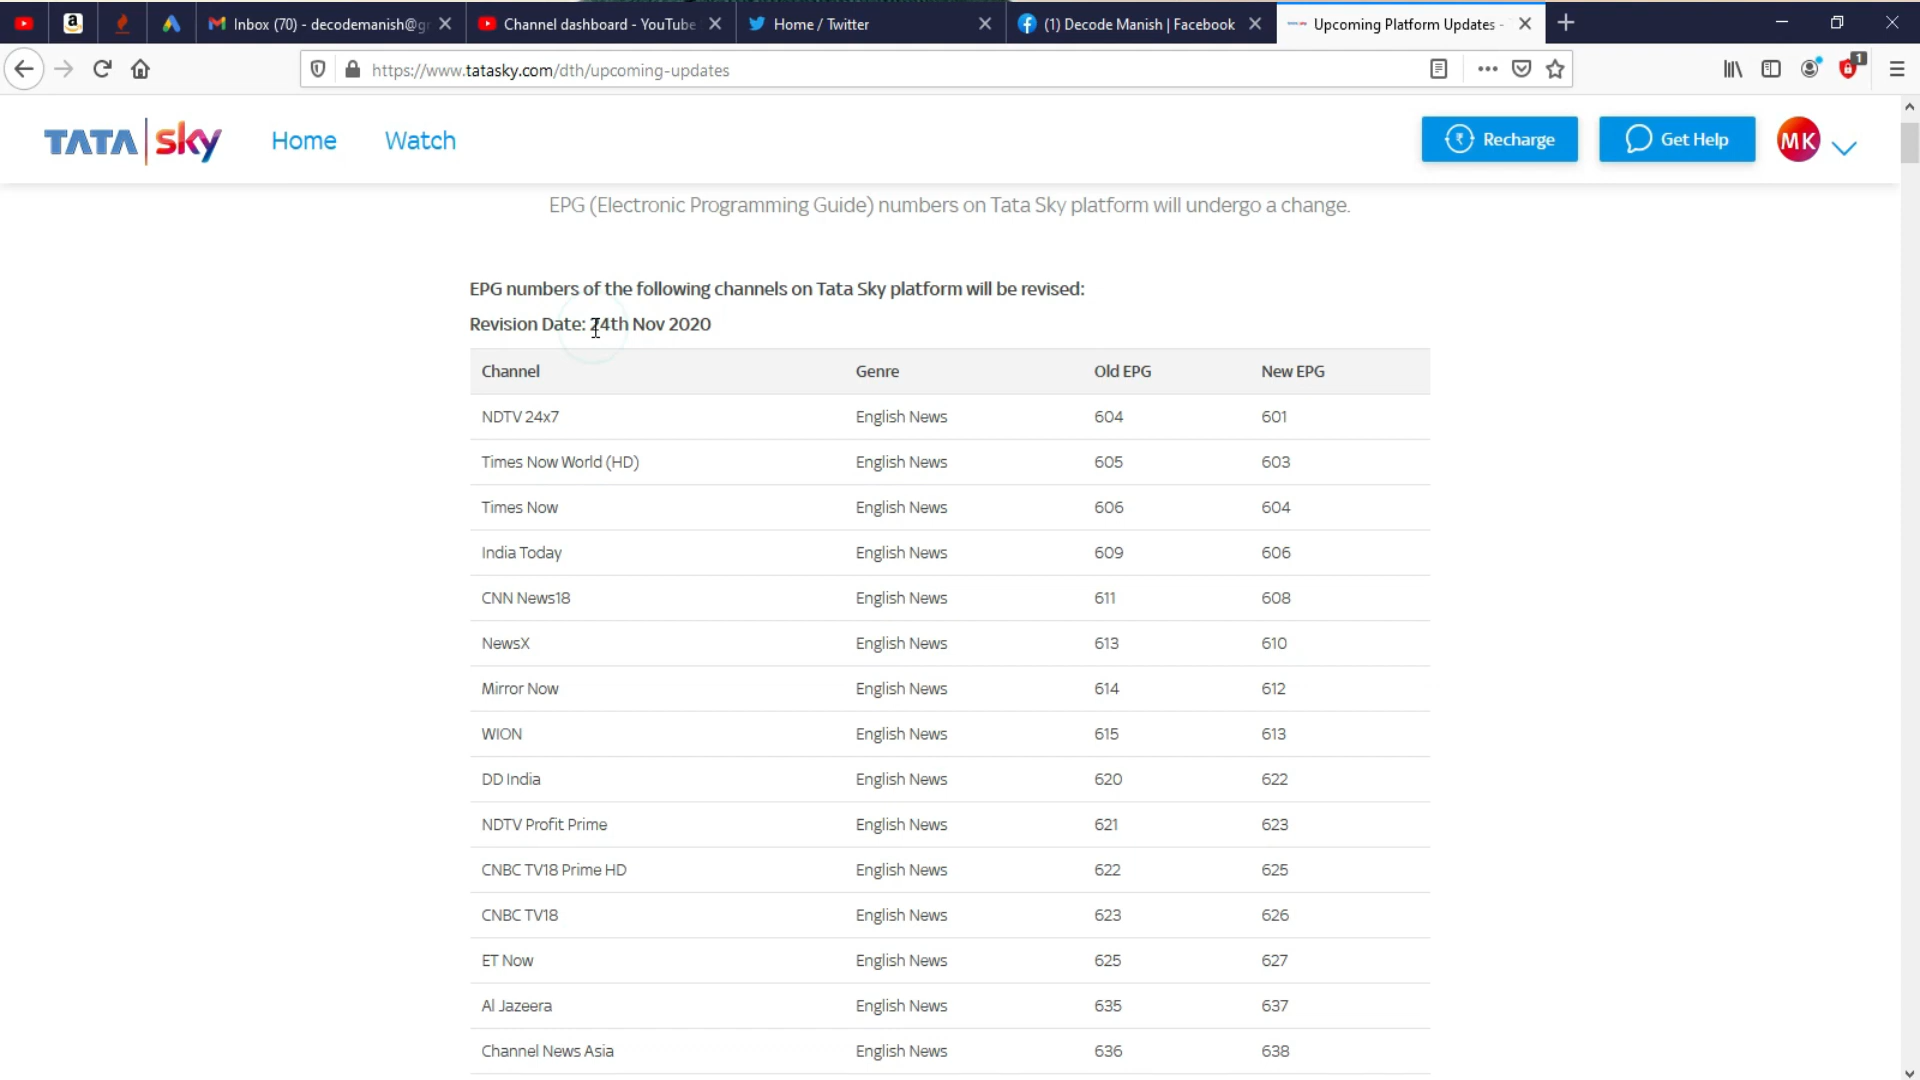 Inbox (70) - decodemanish@g
Channel dashboard - YouTube
Home / Twitter
(1) Decode Manish | Facebook
Upcoming Platform Updates -
https://www.tatasky.com/dth/upcoming-updates
1
TATA sky
Home
Watch
Recharge
Get Help
MK
EPG (Electronic Programming Guide) numbers on Tata Sky platform will undergo a change.
EPG numbers of the following channels on Tata Sky platform will be revised:
Revision Date: 24th Nov 2020
Channel Genre Old EPG New EPG
NDTV 24x7 English News 604 601
Times Now World (HD) English News 605 603
Times Now English News 606 604
India Today English News 609 606
CNN News18 English News 611 608
NewsX English News 613 610
Mirror Now English News 614 612
WION English News 615 613
DD India English News 620 622
NDTV Profit Prime English News 621 623
CNBC TV18 Prime HD English News 622 625
CNBC TV18 English News 623 626
ET Now English News 625 627
Al Jazeera English News 635 637
Channel News Asia English News 636 638